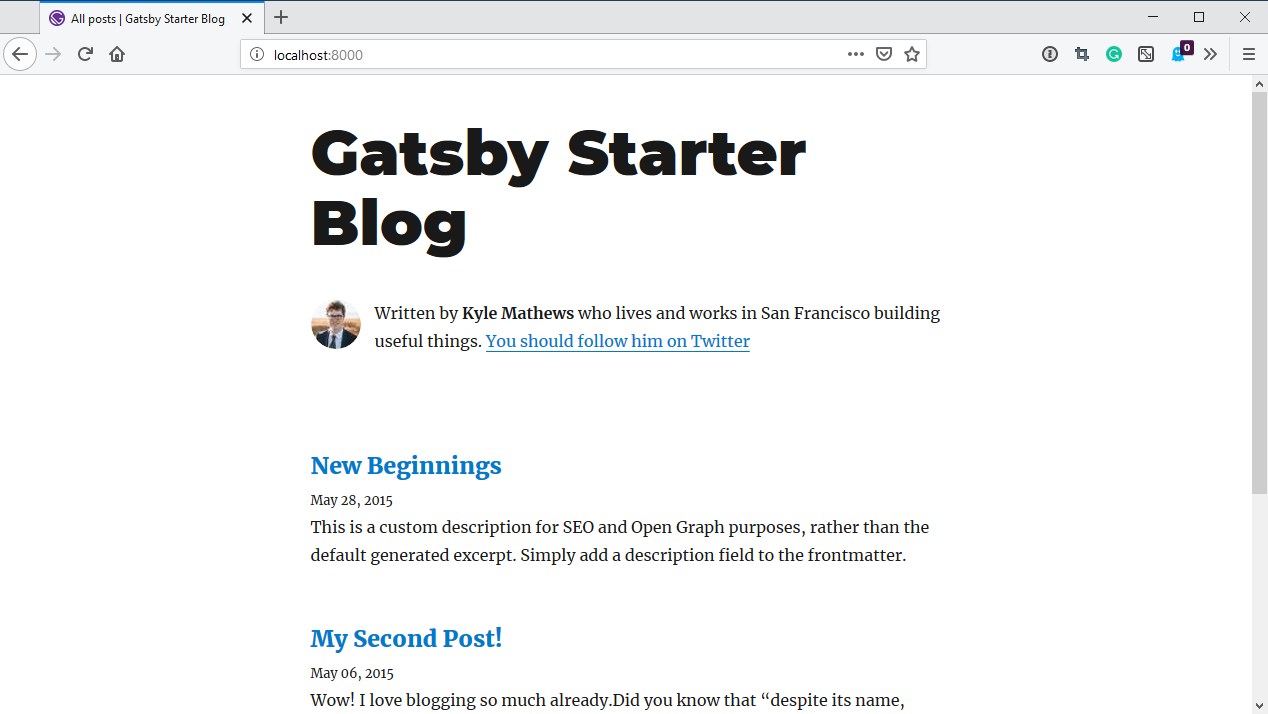 All posts | Gatsby Starter Blog
localhost:8000
0
Gatsby Starter
Blog
Written by Kyle Mathews who lives and works in San Francisco building
useful things. You should follow him on Twitter
New Beginnings
May 28, 2015
This is a custom description for SEO and Open Graph purposes, rather than the
default generated excerpt. Simply add a description field to the frontmatter.
My Second Post!
May 06, 2015
Wow! I love blogging so much already.Did you know that “despite its name,